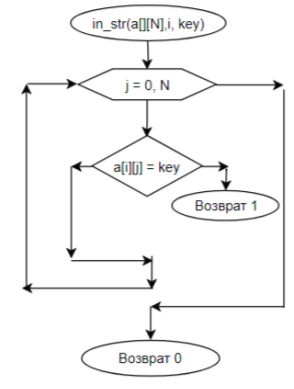 in_str(a[][N],i, key)
j = 0, N
a[i][j] = key
Возврат 1
Возврат 0